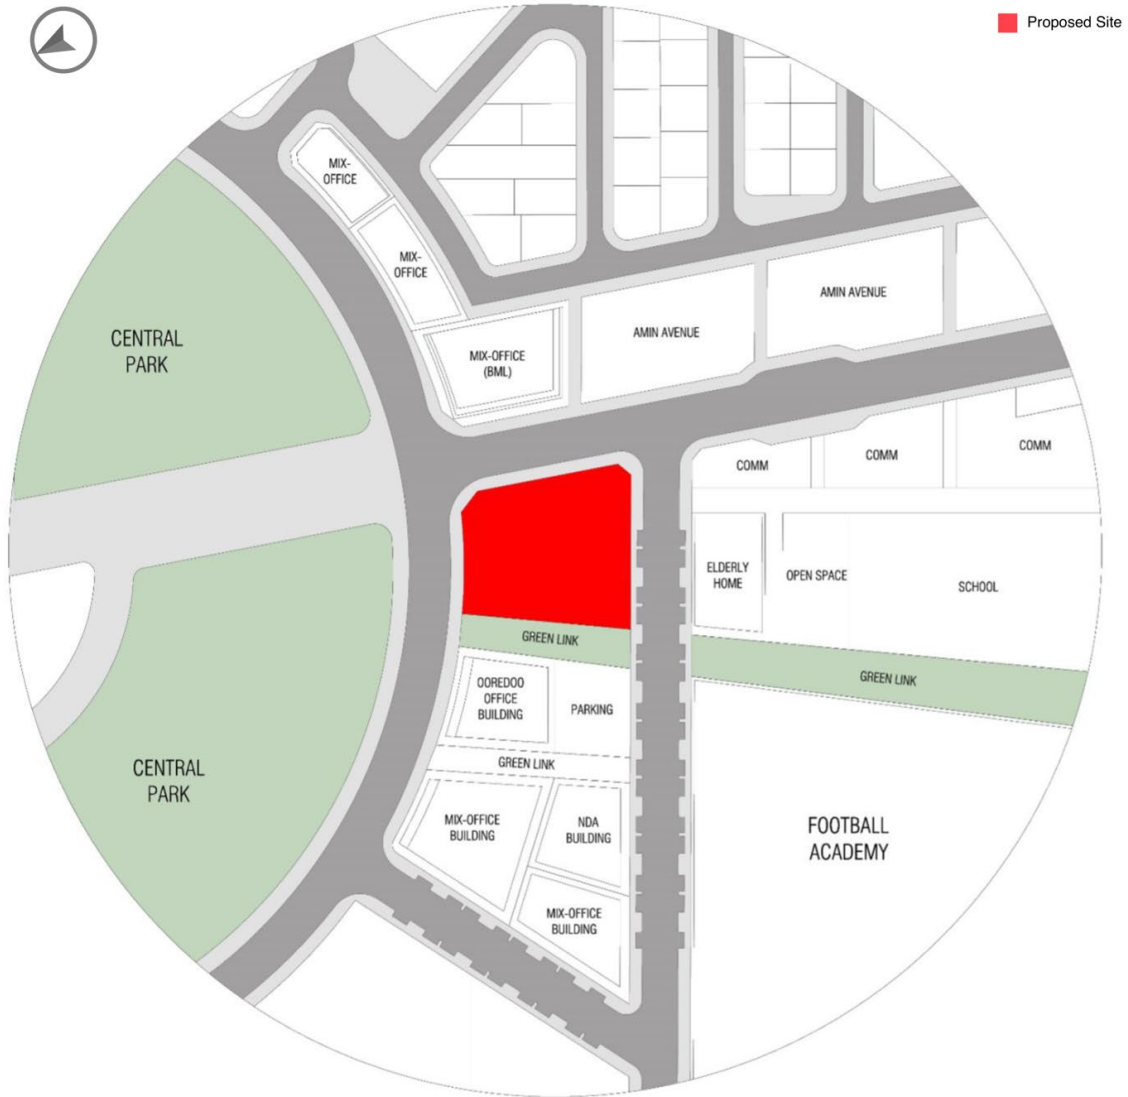 Proposed Site
MIX-
OFFICE
MIX-
OFFICE
AMIN AVENUE
AMIN AVENUE
CENTRAL
PARK
MIX-OFFICE
(BML)
COMM
COMM
COMM
ELDERLY
HOME
OPEN SPACE
SCHOOL
GREEN LINK
GREEN LINK
OOREDOO
OFFICE
BUILDING
PARKING
GREEN LINK
CENTRAL
PARK
MIX-OFFICE
BUILDING
NDA
BUILDING
FOOTBALL
ACADEMY
MIX-OFFICE
BUILDING